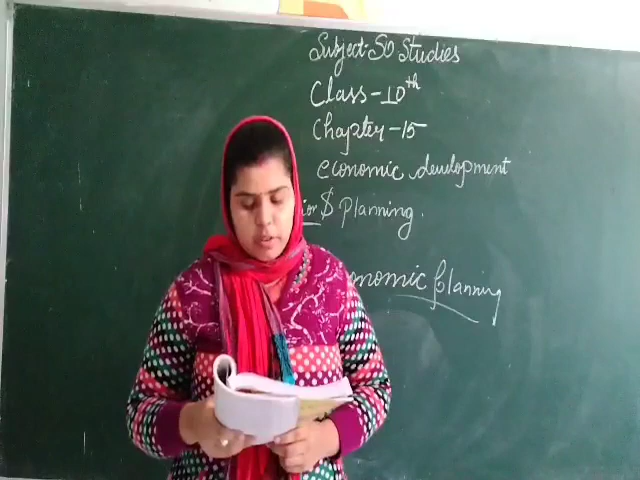 Subject:- SO Studies
Class - 10th
Chapter - 15
economic development
$ Planning.
onomic planning